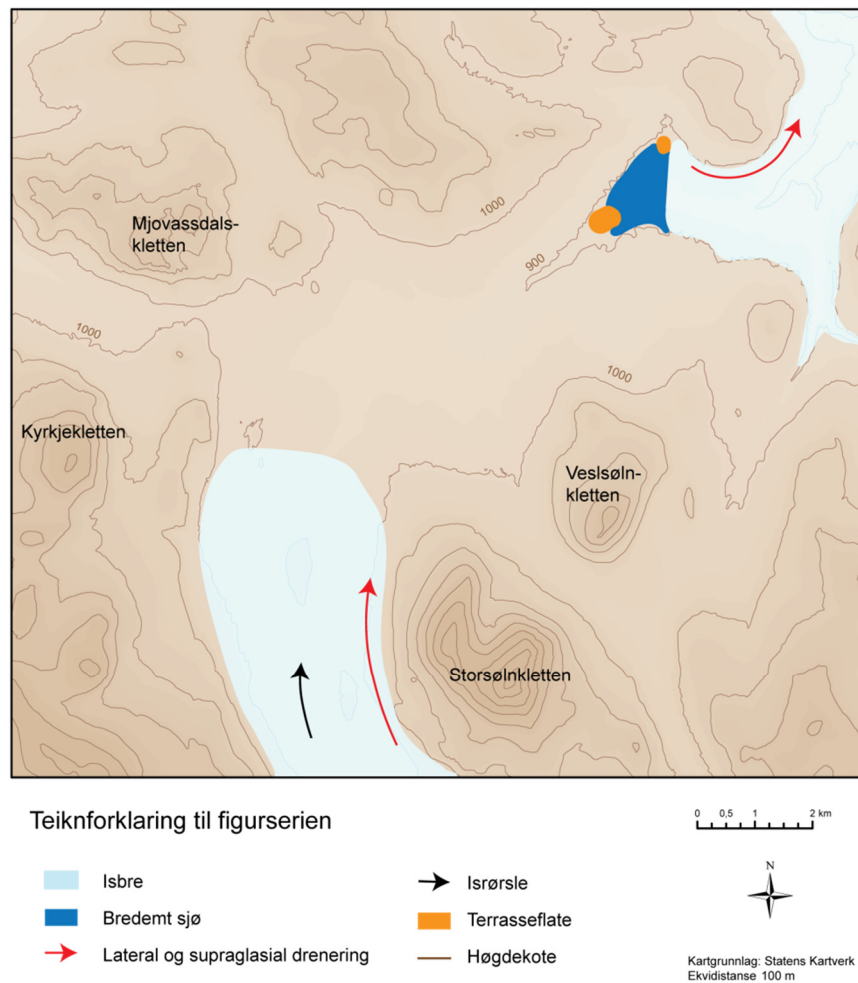 1000
Mjovassdals-
kletten
900
1000
1000
Kyrkjekletten
Veslsøln-
kletten
Storsølnkletten
Teiknforklaring til figurserien
0 0,5 1 2 km
Isbre
Isrørsle
N
Bredemt sjø
Terrasseflate
Lateral og supraglasial drenering
Høgdekote
Kartgrunnlag: Statens Kartverk
Ekvidistanse 100 m